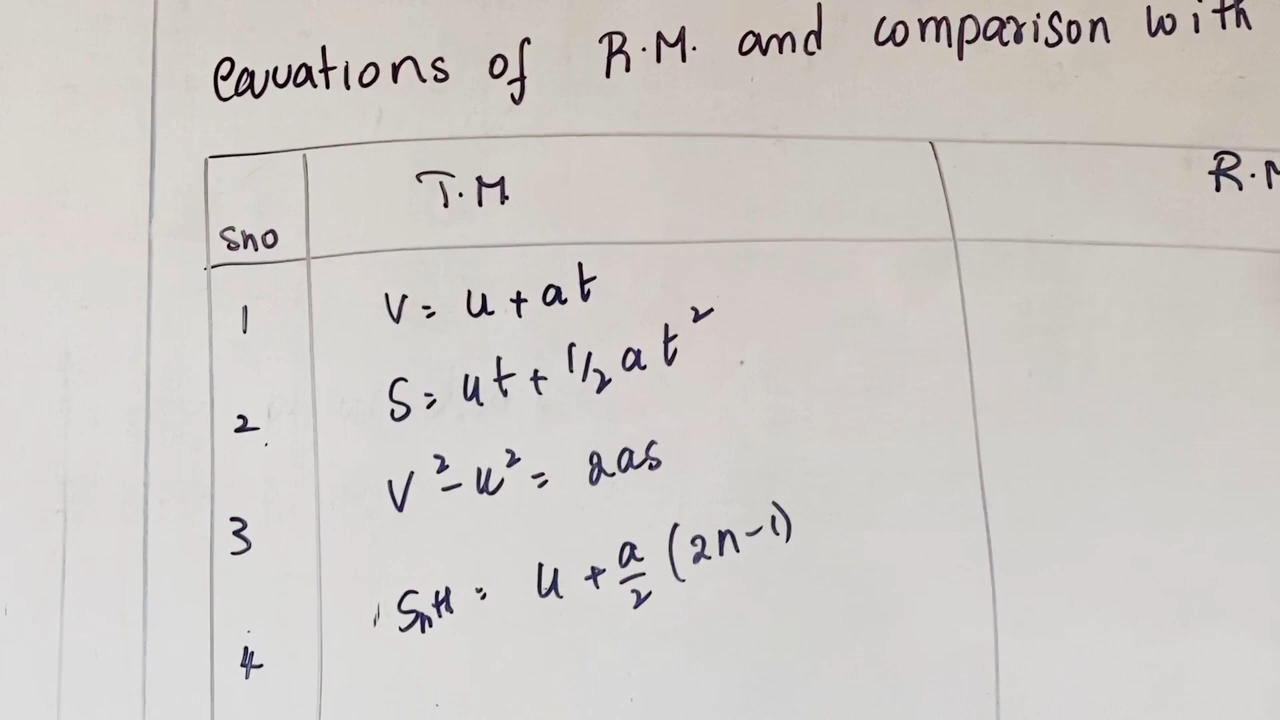 equations of R.M. and comparison with
Sno T.M R.M
1 V = u + at
2 S = ut + 1/2 at²
3 V² - u² = 2as
4 Snth = u + a/2 (2n-1)